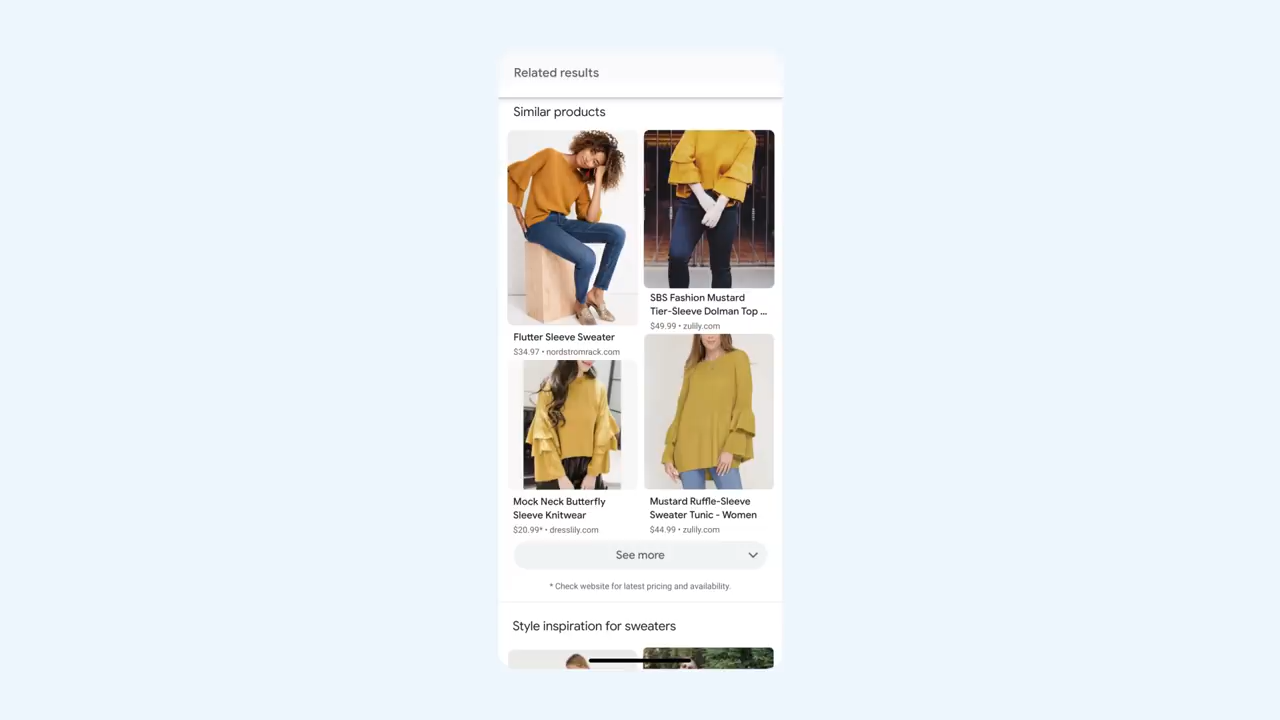 Related results
Similar products
Flutter Sleeve Sweater
$34.97 • nordstromrack.com
SBS Fashion Mustard
Tier-Sleeve Dolman Top ...
$49.99 • zulily.com
Mock Neck Butterfly
Sleeve Knitwear
$20.99* • dresslily.com
Mustard Ruffle-Sleeve
Sweater Tunic - Women
$44.99 • zulily.com
See more
* Check website for latest pricing and availability.
Style inspiration for sweaters